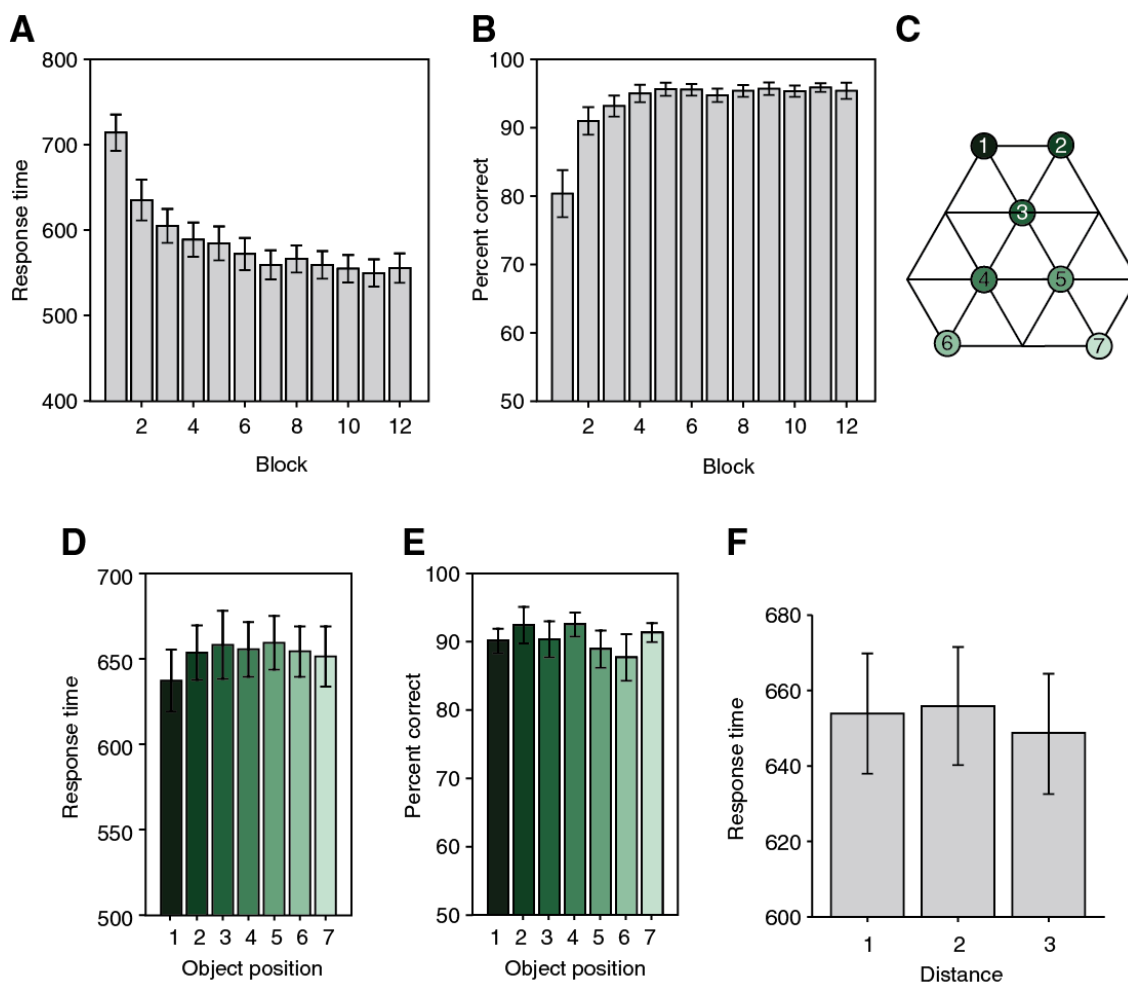 A
800
700
600
500
400
Response time
2 4 6 8 10 12
Block
B
100
90
80
70
60
50
Percent correct
2 4 6 8 10 12
Block
C
1 2
3
4 5
6 7
D
700
650
600
550
500
Response time
1 2 3 4 5 6 7
Object position
E
100
90
80
70
60
50
Percent correct
1 2 3 4 5 6 7
Object position
F
680
660
640
620
600
Response time
1 2 3
Distance